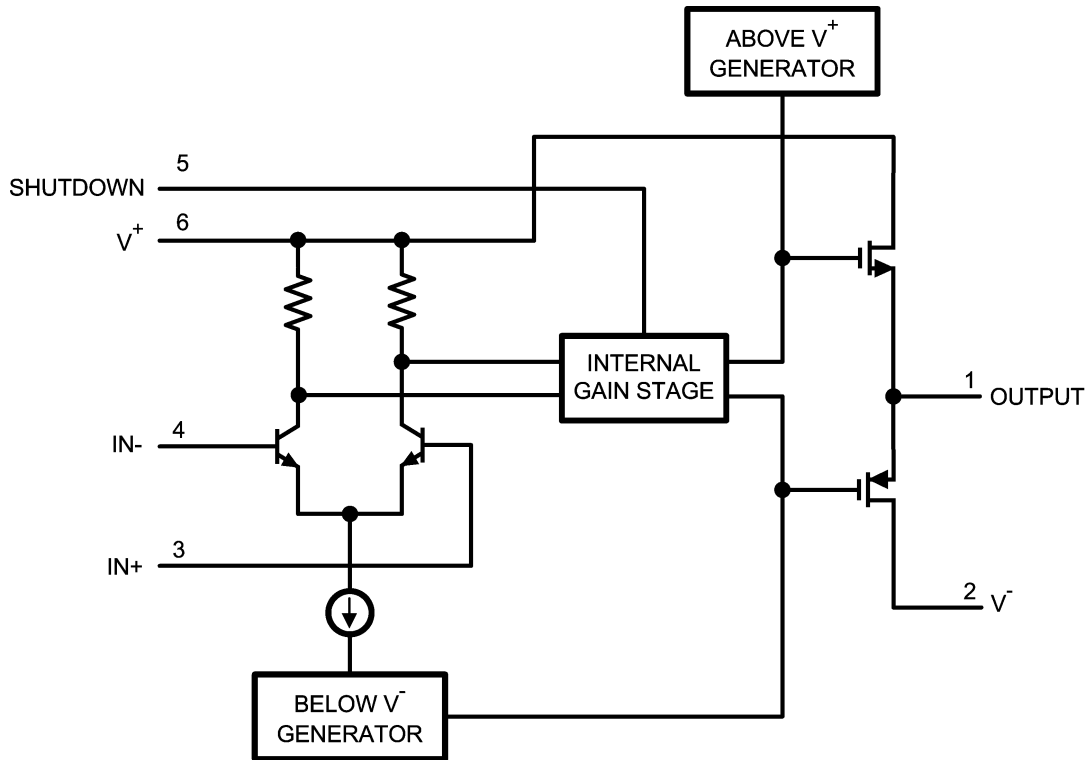 ABOVE V+
GENERATOR
5
SHUTDOWN
6
V+
INTERNAL
GAIN STAGE
1
OUTPUT
4
IN-
3
IN+
2
V-
BELOW V-
GENERATOR